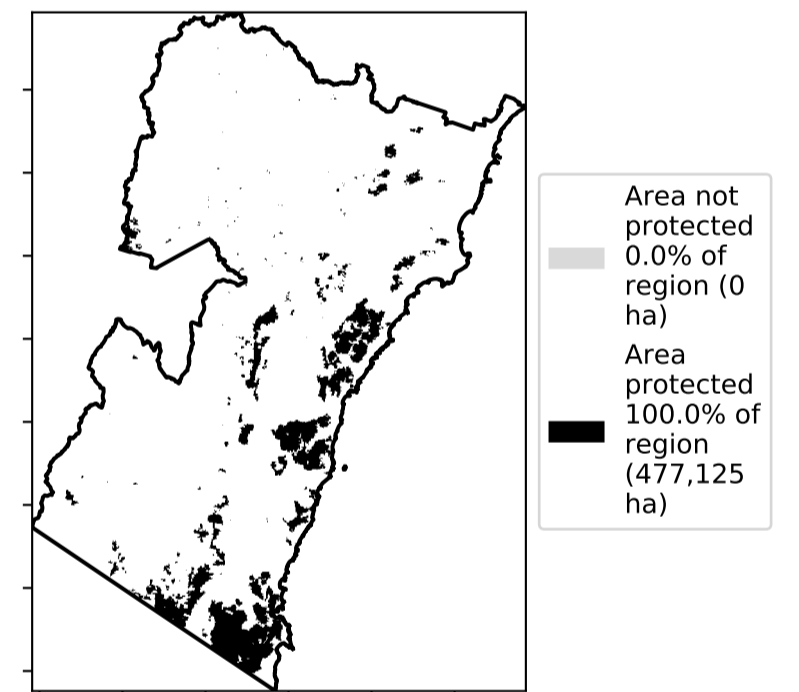 Area not
protected
0.0% of
region (0
ha)
Area
protected
100.0% of
region
(477,125
ha)